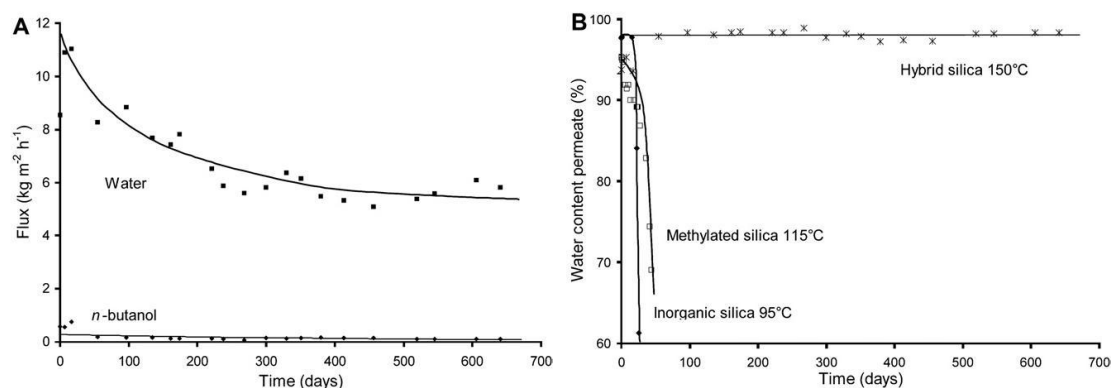 A
12
10
8
6
4
2
0
Flux (kg m⁻² h⁻¹)
Water
n-butanol
0 100 200 300 400 500 600 700
Time (days)
B
100
90
80
70
60
Water content permeate (%)
Hybrid silica 150°C
Methylated silica 115°C
Inorganic silica 95°C
0 100 200 300 400 500 600 700
Time (days)